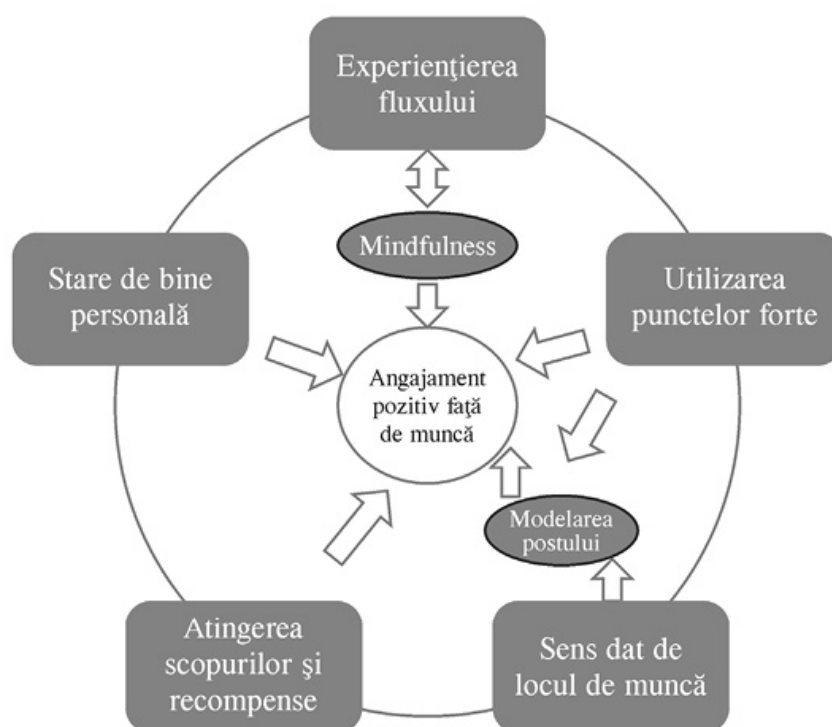 Experienţierea
fluxului
Mindfulness
Stare de bine
personală
Utilizarea
punctelor forte
Angajament
pozitiv faţă
de muncă
Modelarea
postului
Atingerea
scopurilor şi
recompense
Sens dat de
locul de muncă